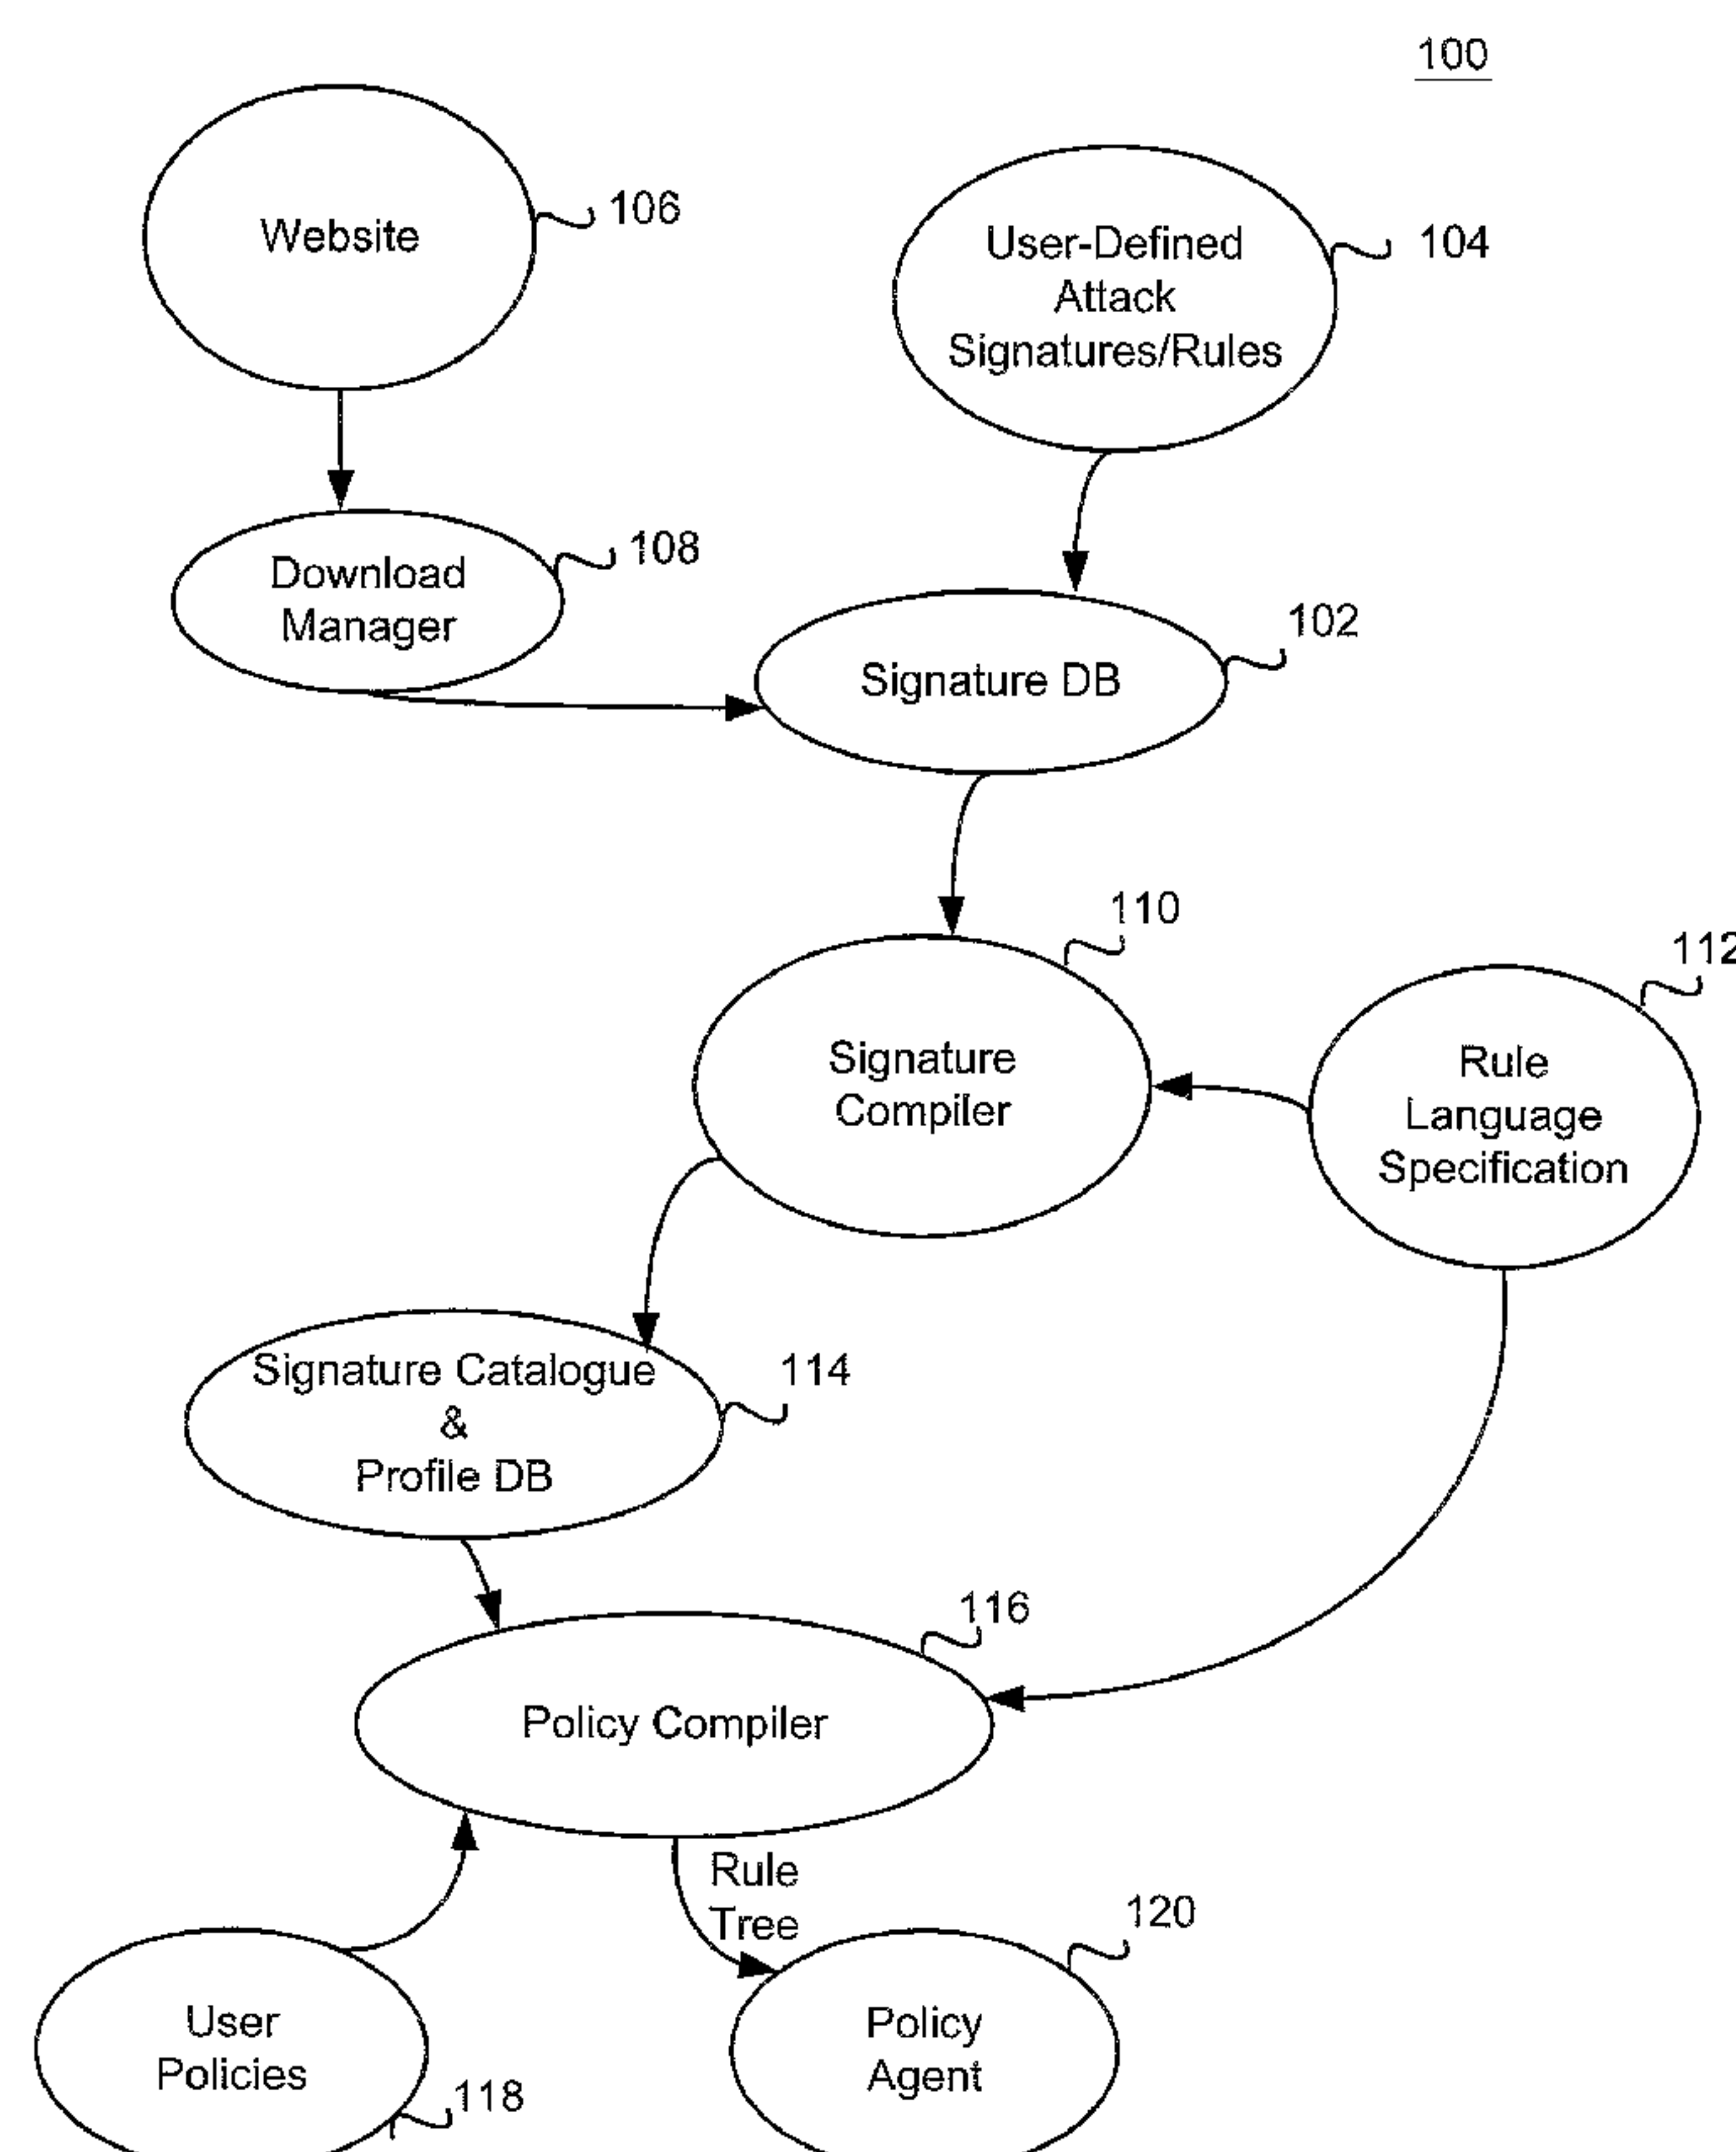 100
Website
106
User-Defined
Attack
Signatures/Rules
104
Download
Manager
108
Signature DB
102
Signature
Compiler
110
Rule
Language
Specification
112
Signature Catalogue
&
Profile DB
114
Policy Compiler
116
Rule
Tree
User
Policies
118
Policy
Agent
120